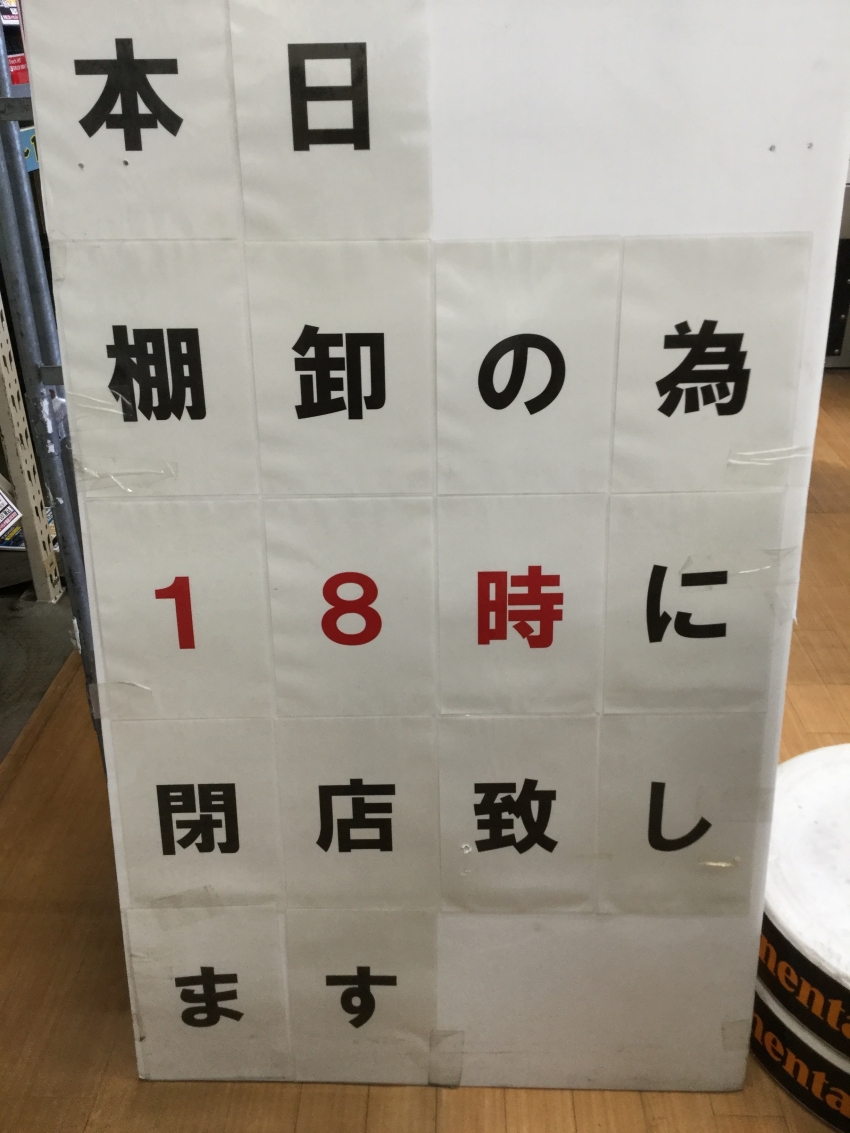 本日
棚卸の為
18時に
閉店致し
ます